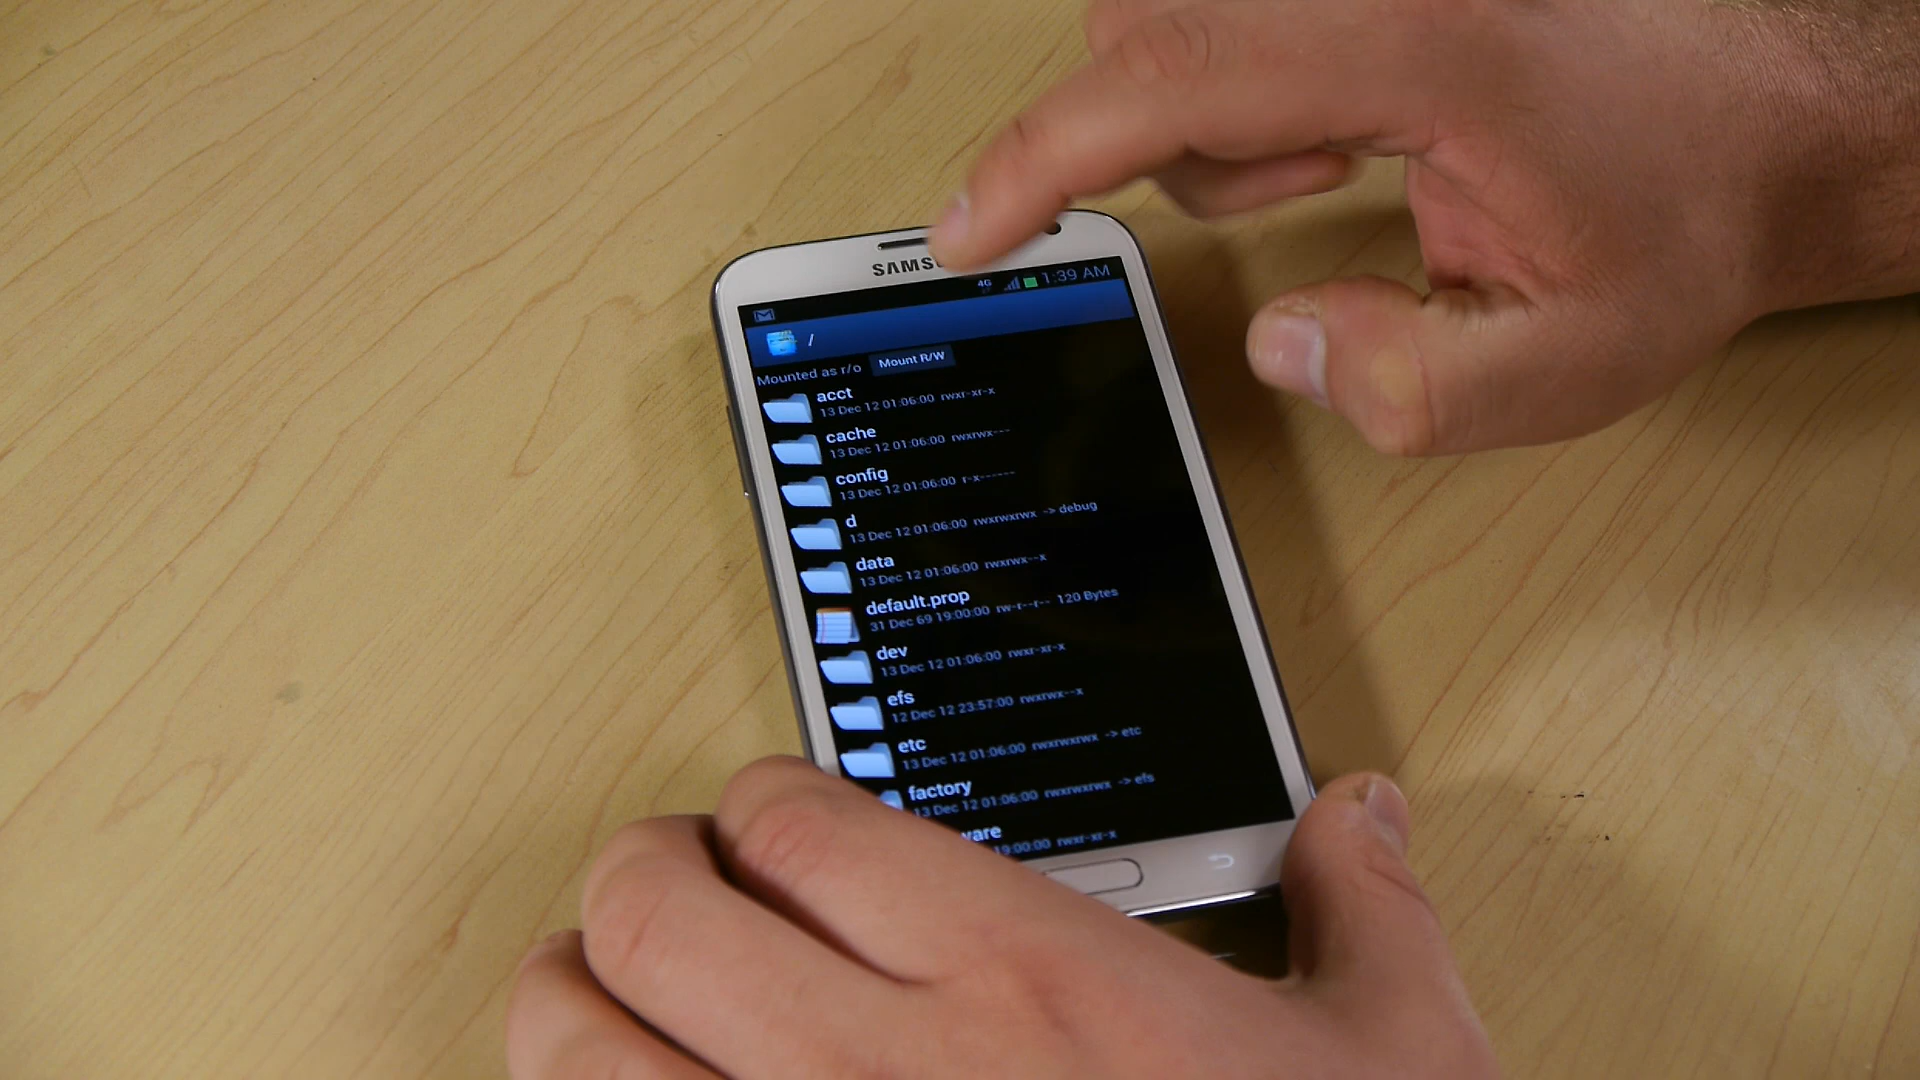 SAMS
4G
1:39 AM
/
Mounted as r/o
Mount R/W
acct
13 Dec 12 01:06:00 rwxr-xr-x
cache
13 Dec 12 01:06:00 rwxrwx---
config
13 Dec 12 01:06:00 r-x------
d
13 Dec 12 01:06:00 rwxrwxrwx -> debug
data
13 Dec 12 01:06:00 rwxrwx--x
default.prop
31 Dec 69 19:00:00 rw-r--r-- 120 Bytes
dev
13 Dec 12 01:06:00 rwxr-xr-x
efs
12 Dec 12 23:57:00 rwxrwx--x
etc
13 Dec 12 01:06:00 rwxrwxrwx -> etc
factory
13 Dec 12 01:06:00 rwxrwxrwx -> efs
ware
19:00:00 rwxr-xr-x